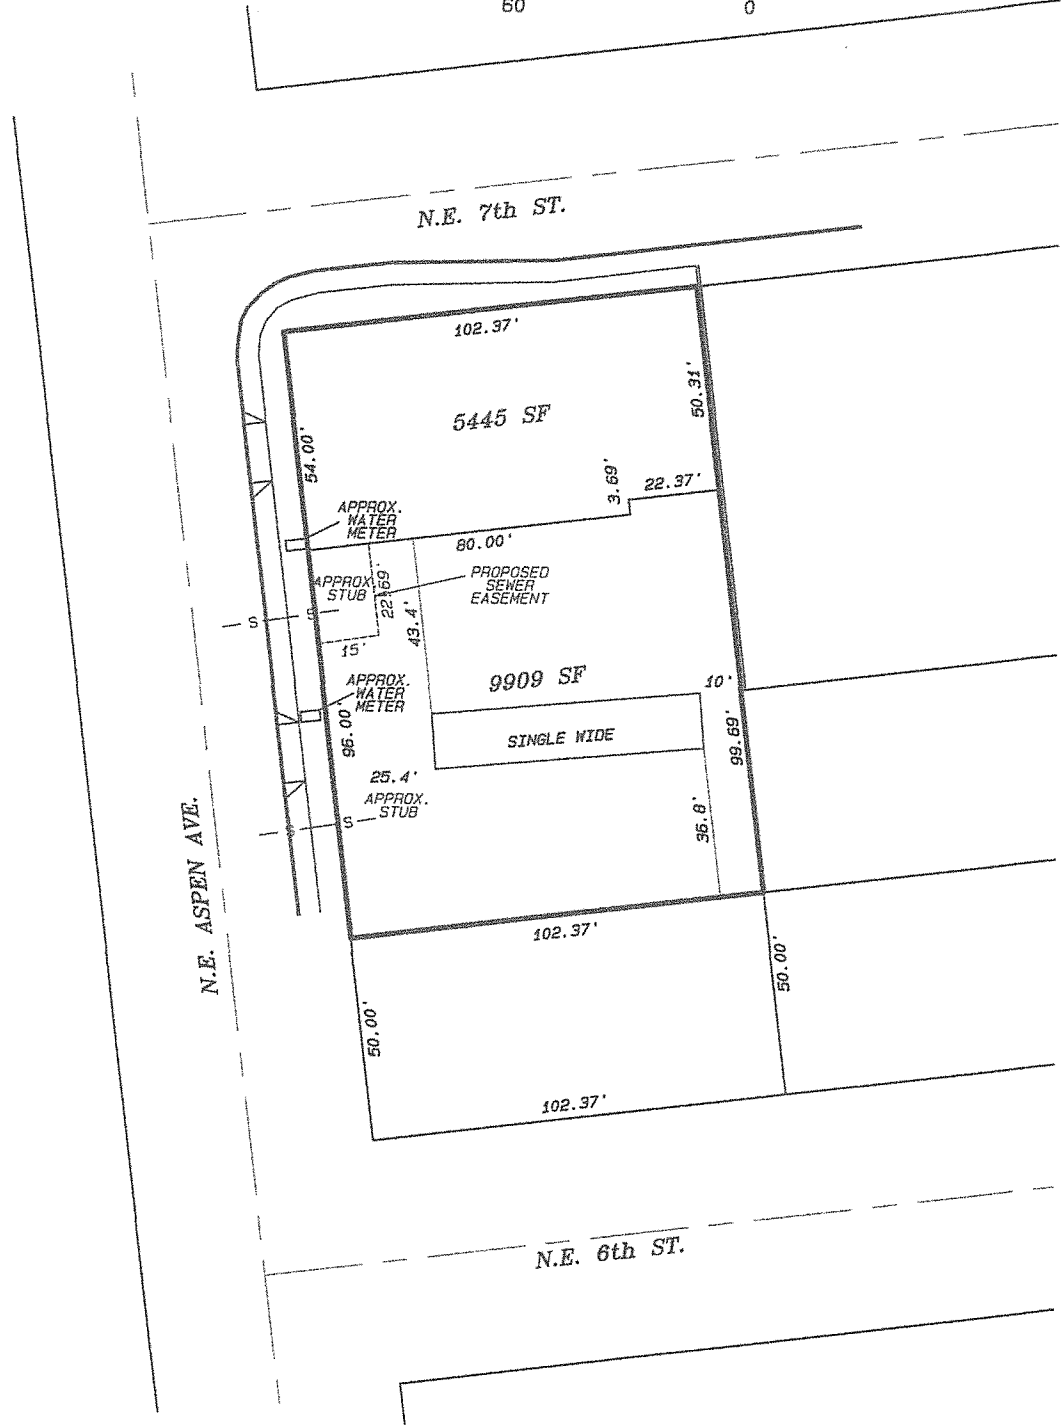 60 0
N.E. 7th ST.
102.37'
50.31'
5445 SF
54.00'
3.69'
22.37'
APPROX.
WATER
METER
80.00'
APPROX.
STUB
22.69'
43.4'
PROPOSED
SEWER
EASEMENT
S
S
15'
9909 SF
10'
APPROX.
WATER
METER
96.00'
SINGLE WIDE
99.69'
25.4'
APPROX.
STUB
S
S
36.8'
N.E. ASPEN AVE.
102.37'
50.00'
50.00'
102.37'
N.E. 6th ST.